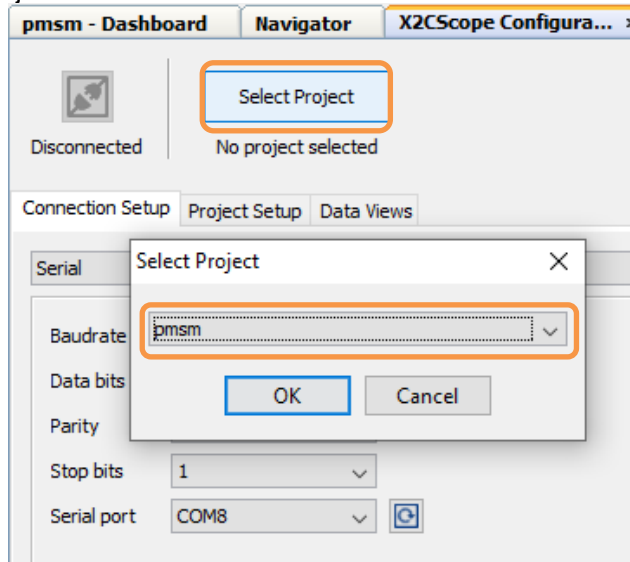 pmsm - Dashboard Navigator X2CScope Configura...
Select Project
Disconnected No project selected
Connection Setup Project Setup Data Views
Serial
Select Project
Baudrate
pmsm
Data bits
OK Cancel
Parity
Stop bits 1
Serial port COM8